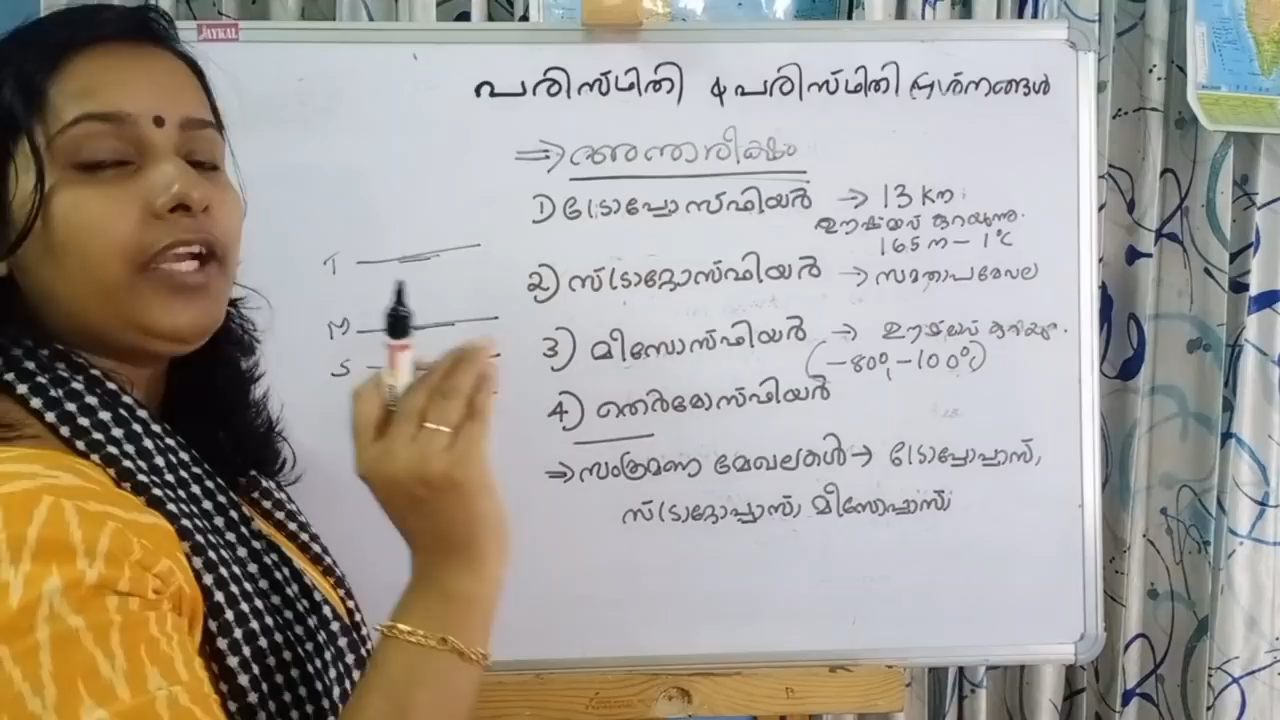 JAYKAL
പരിസ്ഥിതി & പരിസ്ഥിതി പ്രശ്നങ്ങൾ
⇒ അന്തരീക്ഷം
1) ട്രോപ്പോസ്ഫിയർ → 13 km.
ഊഷ്മാവ് കുറയുന്നു.
165 m - 1°C
T
2) സ്ട്രാറ്റോസ്ഫിയർ → സമതാപമേഖല
M
3) മീസോസ്ഫിയർ → ഊഷ്മാവ് കുറയും.
(-80°, -100°C)
S
4) തെർമോസ്ഫിയർ
⇒ സംക്രമണ മേഖലകൾ → ട്രോപ്പോപ്പാസ്,
സ്ട്രാറ്റോപ്പാസ്, മീസോപ്പാസ്